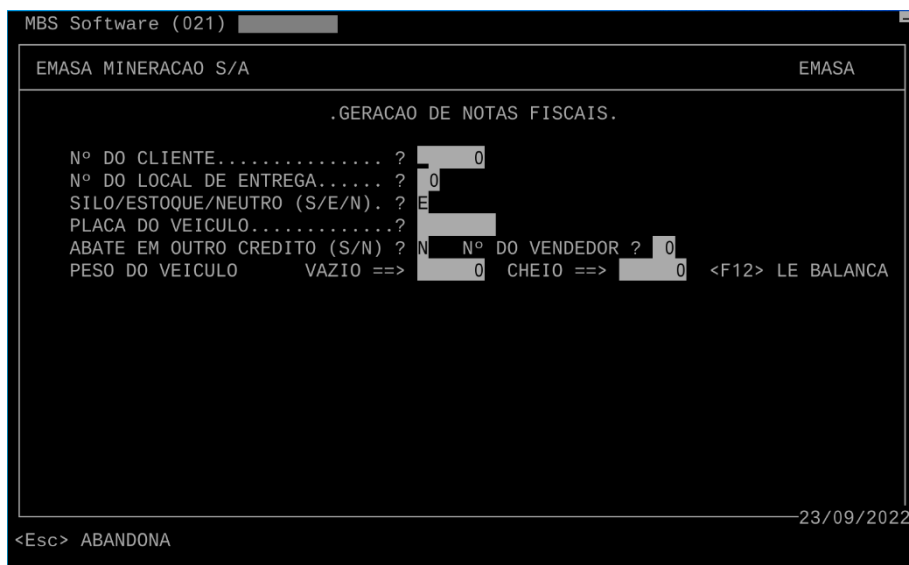 MBS Software (021)
EMASA MINERACAO S/A EMASA
.GERACAO DE NOTAS FISCAIS.
Nº DO CLIENTE............... ? 0
Nº DO LOCAL DE ENTREGA...... ? 0
SILO/ESTOQUE/NEUTRO (S/E/N). ? E
PLACA DO VEICULO.............?
ABATE EM OUTRO CREDITO (S/N) ? N Nº DO VENDEDOR ? 0
PESO DO VEICULO VAZIO ==> 0 CHEIO ==> 0 <F12> LE BALANCA
23/09/2022
<Esc> ABANDONA